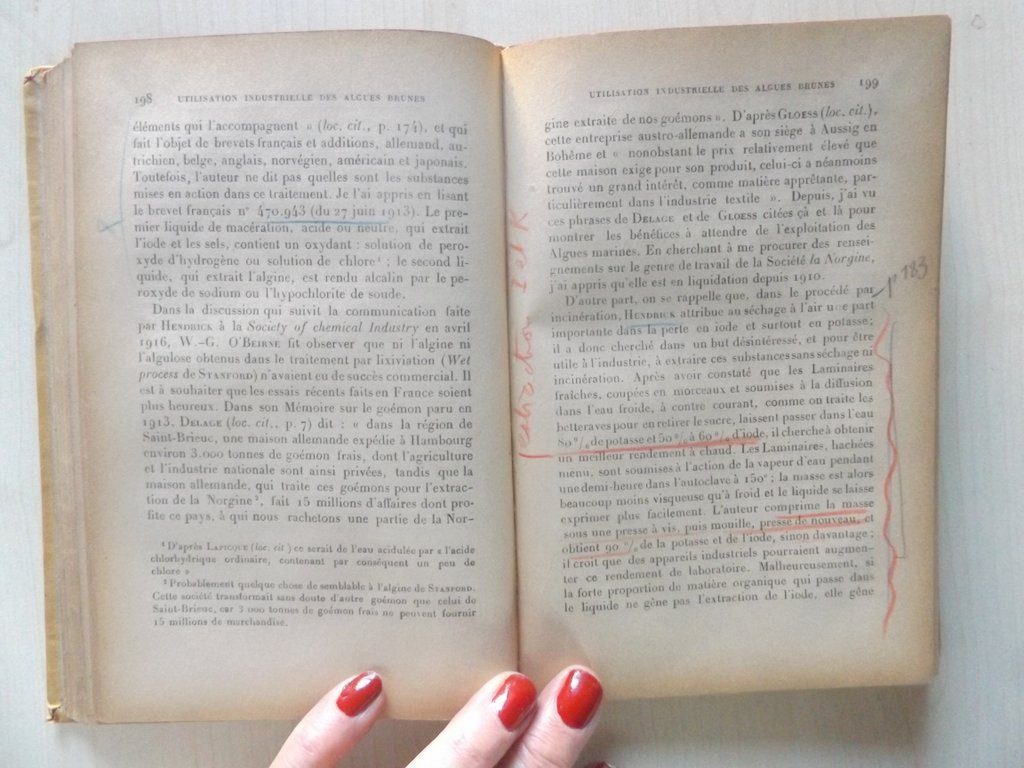 198 UTILISATION INDUSTRIELLE DES ALGUES BRUNES
éléments qui l'accompagnent » (loc. cit., p. 174), et qui
fait l'objet de brevets français et additions, allemand, au-
trichien, belge, anglais, norvégien, américain et japonais.
Toutefois, l'auteur ne dit pas quelles sont les substances
mises en action dans ce traitement. Je l'ai appris en lisant
le brevet français n° 470.943 (du 27 juin 1913). Le pre-
mier liquide de macération, acide ou neutre, qui extrait
l'iode et les sels, contient un oxydant : solution de pero-
xyde d'hydrogène ou solution de chlore¹ ; le second li-
quide, qui extrait l'algine, est rendu alcalin par le pe-
roxyde de sodium ou l'hypochlorite de soude.
Dans la discussion qui suivit la communication faite
par HENDRICK à la Society of chemical Industry en avril
1916, W.-G. O'BEIRNE fit observer que ni l'algine ni
l'algulose obtenus dans le traitement par lixiviation (Wet
process de STANFORD) n'avaient eu de succès commercial. Il
est à souhaiter que les essais récents faits en France soient
plus heureux. Dans son Mémoire sur le goémon paru en
1913, DELAGE (loc. cit., p. 7) dit : « dans la région de
Saint-Brieuc, une maison allemande expédie à Hambourg
environ 3.000 tonnes de goémon frais, dont l'agriculture
et l'industrie nationale sont ainsi privées, tandis que la
maison allemande, qui traite ces goémons pour l'extrac-
tion de la Norgine², fait 15 millions d'affaires dont pro-
fite ce pays, à qui nous rachetons une partie de la Nor-
¹ D'après LAPICQUE (loc. cit) ce serait de l'eau acidulée par « l'acide
chlorhydrique ordinaire, contenant par conséquent un peu de
chlore »
² Probablement quelque chose de semblable à l'algine de STANFORD.
Cette société transformait sans doute d'autre goémon que celui de
Saint-Brieuc, car 3 000 tonnes de goémon frais ne peuvent fournir
15 millions de marchandise.
UTILISATION INDUSTRIELLE DES ALGUES BRUNES 199
gine extraite de nos goémons ». D'après GLOESS (loc. cit.),
cette entreprise austro-allemande a son siège à Aussig en
Bohême et « nonobstant le prix relativement élevé que
cette maison exige pour son produit, celui-ci a néanmoins
trouvé un grand intérêt, comme matière apprêtante, par-
ticulièrement dans l'industrie textile ». Depuis, j'ai vu
ces phrases de DELAGE et de GLOESS citées çà et là pour
montrer les bénéfices à attendre de l'exploitation des
Algues marines. En cherchant à me procurer des rensei-
gnements sur le genre de travail de la Société la Norgine,
j'ai appris qu'elle est en liquidation depuis 1910.
D'autre part, on se rappelle que, dans le procédé par
incinération, HENDRICK attribue au séchage à l'air une part
importante dans la perte en iode et surtout en potasse ;
il a donc cherché dans un but désintéressé, et pour être
utile à l'industrie, à extraire ces substances sans séchage ni
incinération. Après avoir constaté que les Laminaires
fraîches, coupées en morceaux et soumises à la diffusion
dans l'eau froide, à contre courant, comme on traite les
betteraves pour en retirer le sucre, laissent passer dans l'eau
80 % de potasse et 50 % à 60 % d'iode, il chercheà obtenir
un meilleur rendement à chaud. Les Laminaires, hachées
menu, sont soumises à l'action de la vapeur d'eau pendant
une demi-heure dans l'autoclave à 150° ; la masse est alors
beaucoup moins visqueuse qu'à froid et le liquide se laisse
exprimer plus facilement. L'auteur comprime la masse
sous une presse à vis, puis mouille, presse de nouveau, et
obtient 90 % de la potasse et de l'iode, sinon davantage ;
il croit que des appareils industriels pourraient augmen-
ter ce rendement de laboratoire. Malheureusement, si
la forte proportion de matière organique qui passe dans
le liquide ne gêne pas l'extraction de l'iode, elle gêne
extraction I et K
p 183